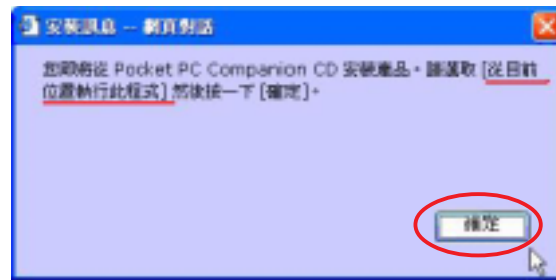 安裝訊息 -- 網頁對話
您即將從 Pocket PC Companion CD 安裝產品。請選取 [從目前
位置執行此程式] 然後按一下 [確定]。
確定